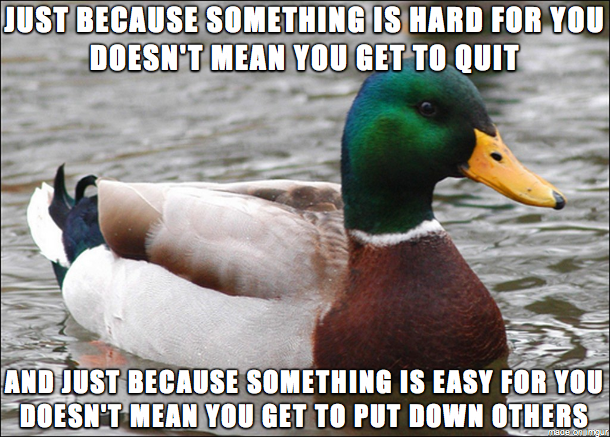 JUST BECAUSE SOMETHING IS HARD FOR YOU
DOESN'T MEAN YOU GET TO QUIT
AND JUST BECAUSE SOMETHING IS EASY FOR YOU
DOESN'T MEAN YOU GET TO PUT DOWN OTHERS
made on imgur